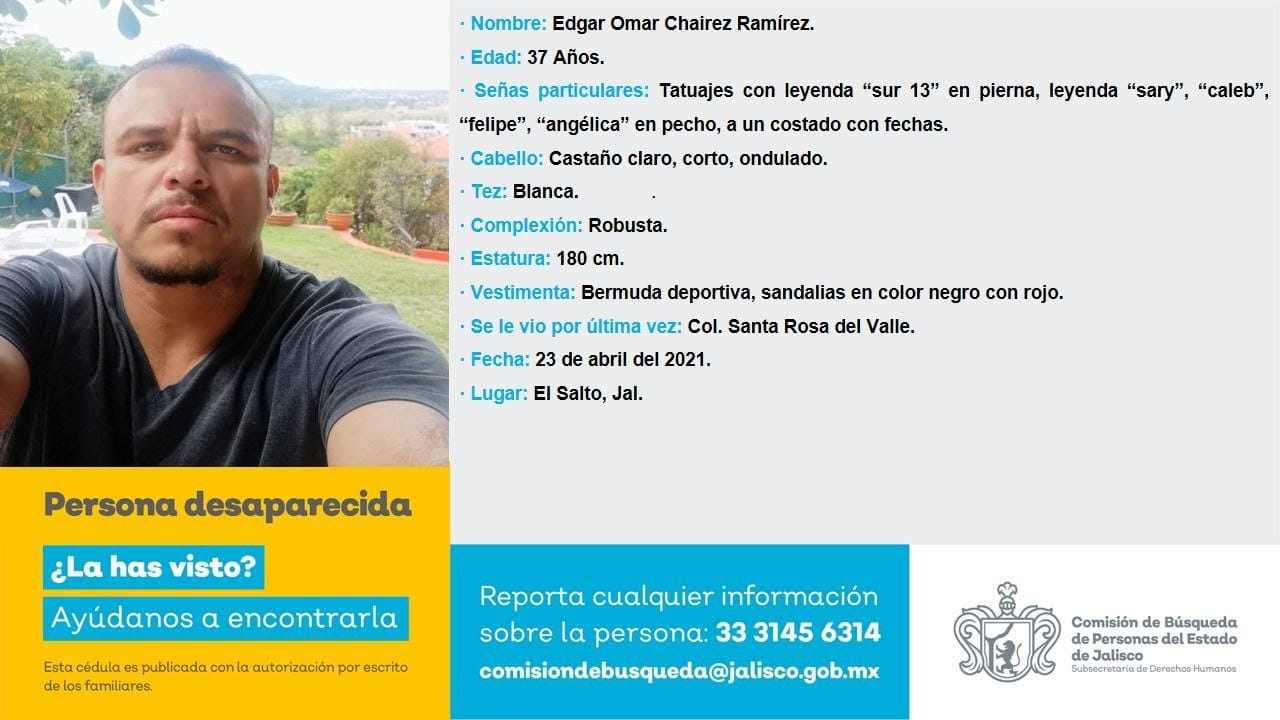 · Nombre: Edgar Omar Chairez Ramírez.
· Edad: 37 Años.
· Señas particulares: Tatuajes con leyenda “sur 13” en pierna, leyenda “sary”, “caleb”,
“felipe”, “angélica” en pecho, a un costado con fechas.
· Cabello: Castaño claro, corto, ondulado.
· Tez: Blanca. .
· Complexión: Robusta.
· Estatura: 180 cm.
· Vestimenta: Bermuda deportiva, sandalias en color negro con rojo.
· Se le vio por última vez: Col. Santa Rosa del Valle.
· Fecha: 23 de abril del 2021.
· Lugar: El Salto, Jal.
Persona desaparecida
¿La has visto?
Ayúdanos a encontrarla
Esta cédula es publicada con la autorización por escrito
de los familiares.
Reporta cualquier información
sobre la persona: 33 3145 6314
comisiondebusqueda@jalisco.gob.mx
Comisión de Búsqueda
de Personas del Estado
de Jalisco
Subsecretaría de Derechos Humanos